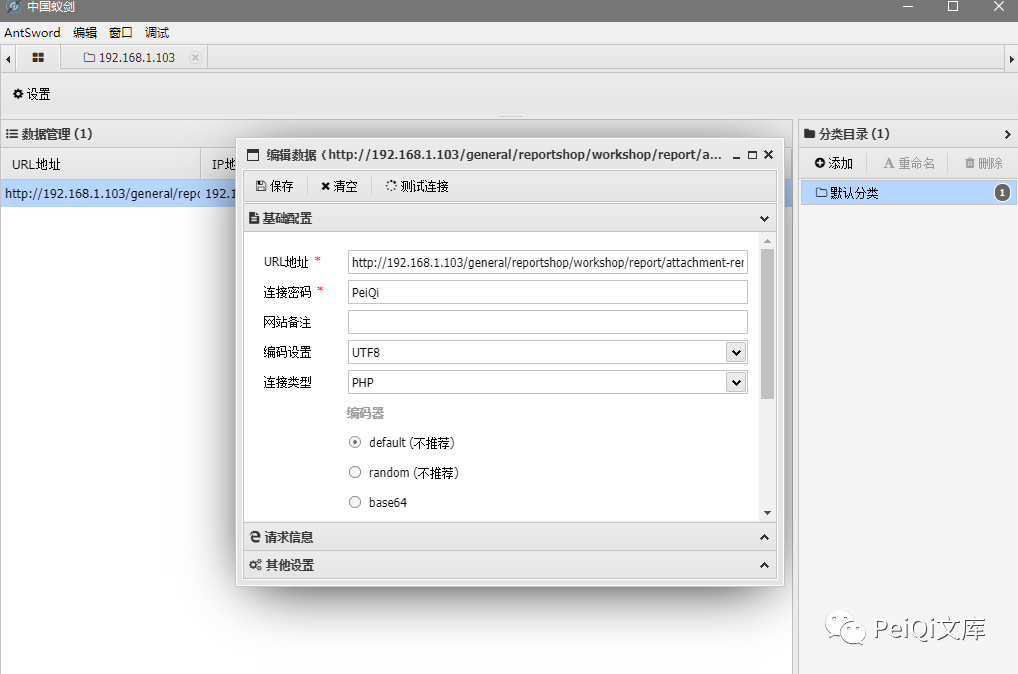 中国蚁剑
AntSword 编辑 窗口 调试
192.168.1.103
设置
数据管理 (1)
分类目录 (1)
URL地址 IP地
添加 重命名 删除
http://192.168.1.103/general/repo 192.1
默认分类 1
编辑数据 (http://192.168.1.103/general/reportshop/workshop/report/a...
保存 清空 测试连接
基础配置
URL地址 * http://192.168.1.103/general/reportshop/workshop/report/attachment-rer
连接密码 * PeiQi
网站备注
编码设置 UTF8
连接类型 PHP
编码器
default (不推荐)
random (不推荐)
base64
请求信息
其他设置
PeiQi文库